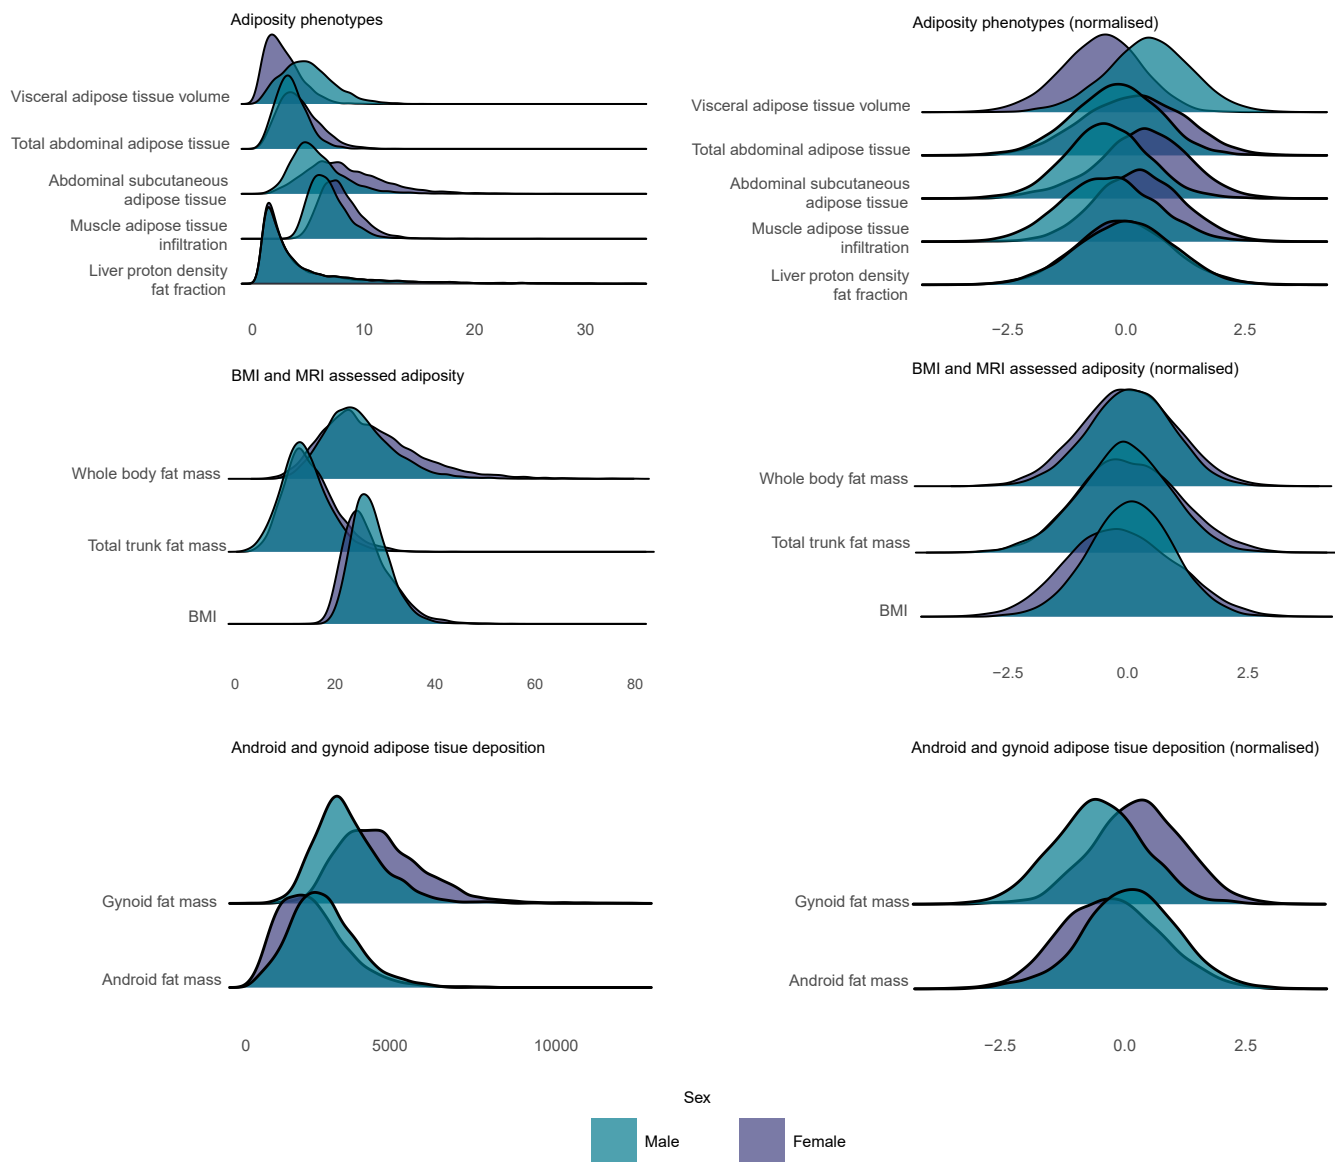 Adiposity phenotypes
Visceral adipose tissue volume
Total abdominal adipose tissue
Abdominal subcutaneous
adipose tissue
Muscle adipose tissue
infiltration
Liver proton density
fat fraction
0 10 20 30
Adiposity phenotypes (normalised)
Visceral adipose tissue volume
Total abdominal adipose tissue
Abdominal subcutaneous
adipose tissue
Muscle adipose tissue
infiltration
Liver proton density
fat fraction
−2.5 0.0 2.5
BMI and MRI assessed adiposity
Whole body fat mass
Total trunk fat mass
BMI
0 20 40 60 80
BMI and MRI assessed adiposity (normalised)
Whole body fat mass
Total trunk fat mass
BMI
−2.5 0.0 2.5
Android and gynoid adipose tisue deposition
Gynoid fat mass
Android fat mass
0 5000 10000
Android and gynoid adipose tisue deposition (normalised)
Gynoid fat mass
Android fat mass
−2.5 0.0 2.5
Sex
Male Female